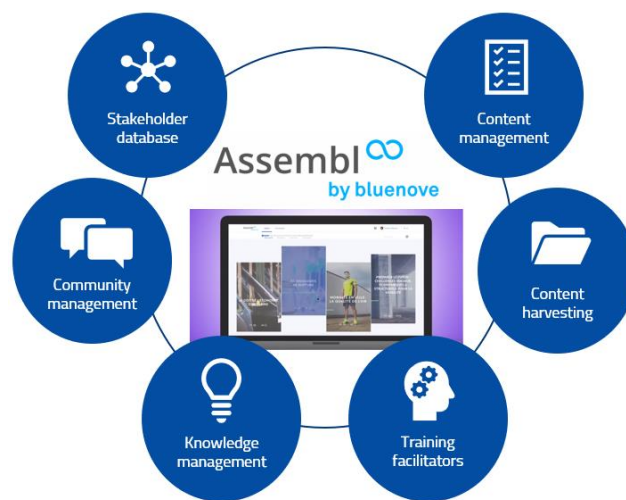 Stakeholder
database
Content
management
Assembl
by bluenove
Community
management
Content
harvesting
Knowledge
management
Training
facilitators